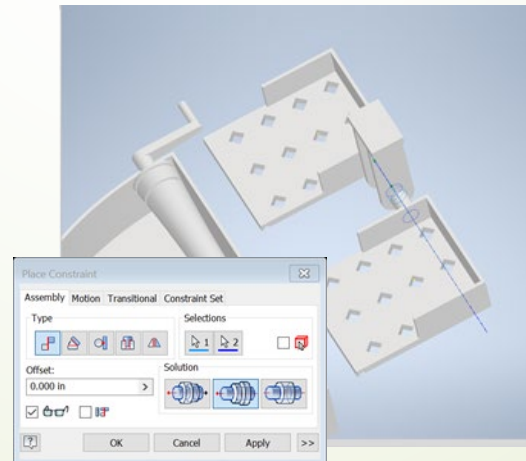 Place Constraint
Assembly Motion Transitional Constraint Set
Type
Selections
1 2
Offset:
Solution
0.000 in >
? OK Cancel Apply >>